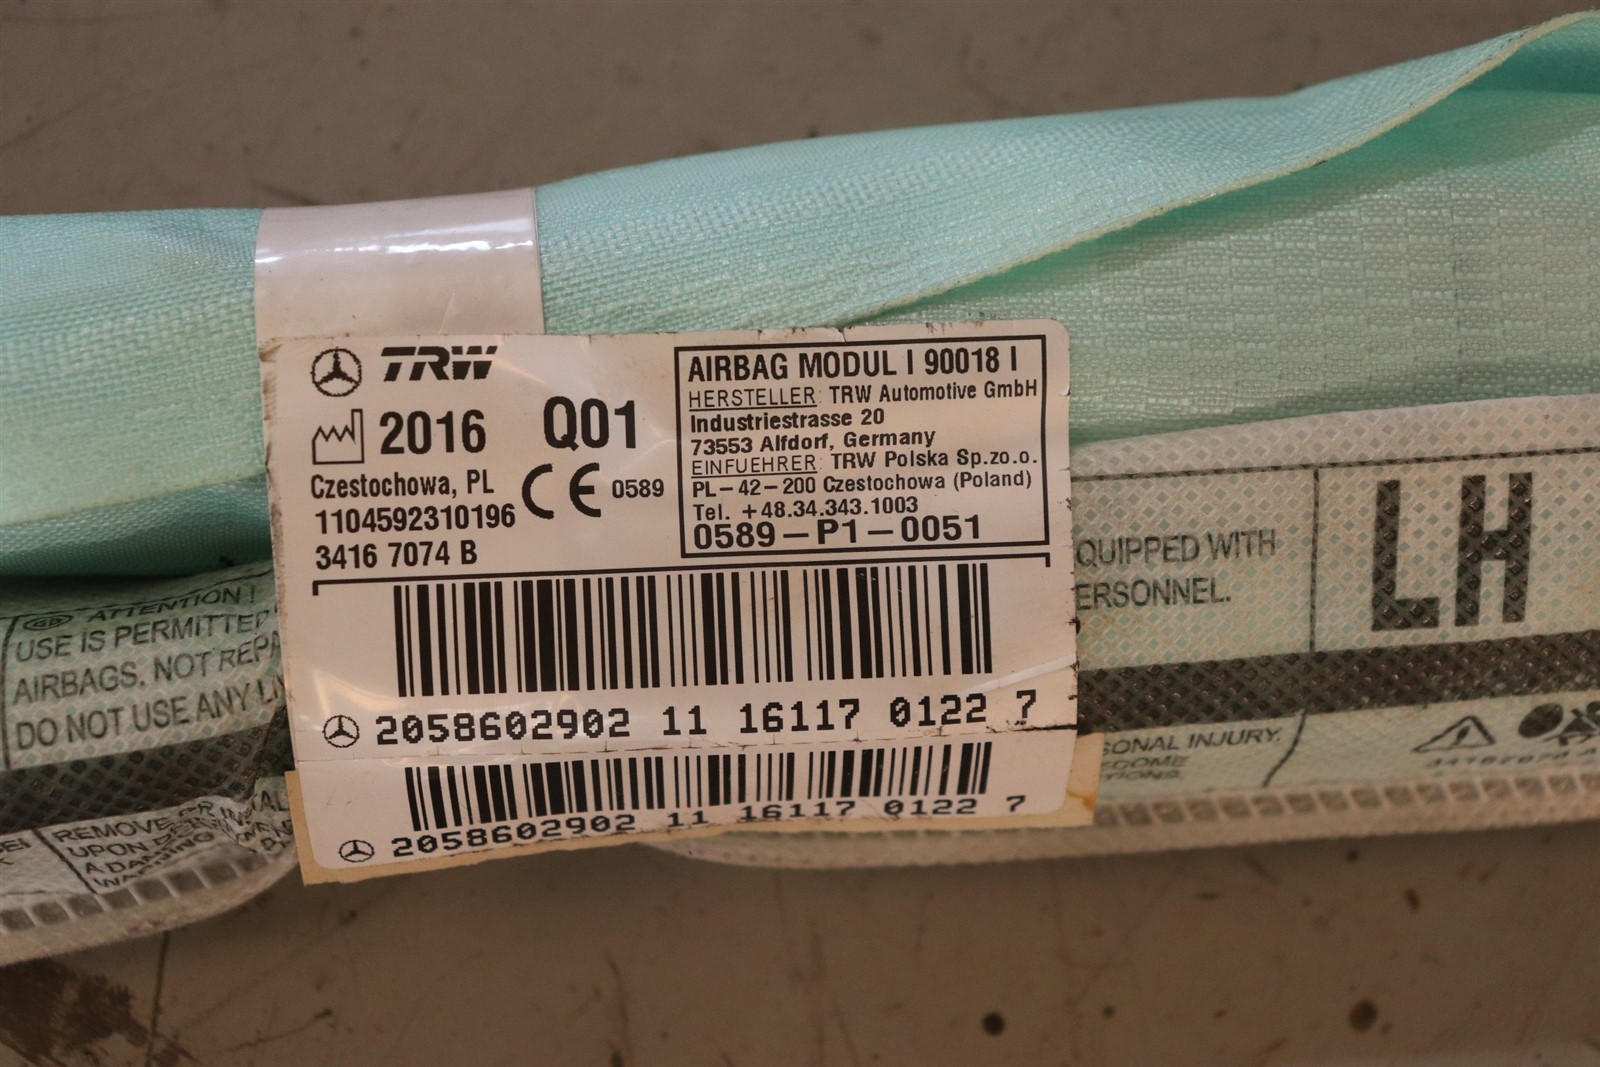 TRW
2016 Q01
Czestochowa, PL
CE 0589
1104592310196
3416 7074 B
AIRBAG MODUL I 90018 I
HERSTELLER: TRW Automotive GmbH
Industriestrasse 20
73553 Alfdorf, Germany
EINFUEHRER: TRW Polska Sp.zo.o.
PL-42-200 Czestochowa (Poland)
Tel. +48.34.343.1003
0589-P1-0051
2058602902 11 16117 0122 7
2058602902 11 16117 0122 7
GB ATTENTION!
USE IS PERMITTED
AIRBAGS. NOT REPA
DO NOT USE ANY
QUIPPED WITH
ERSONNEL.
LH
REMOVE
UPON
A DAMAG
SONAL INJURY.